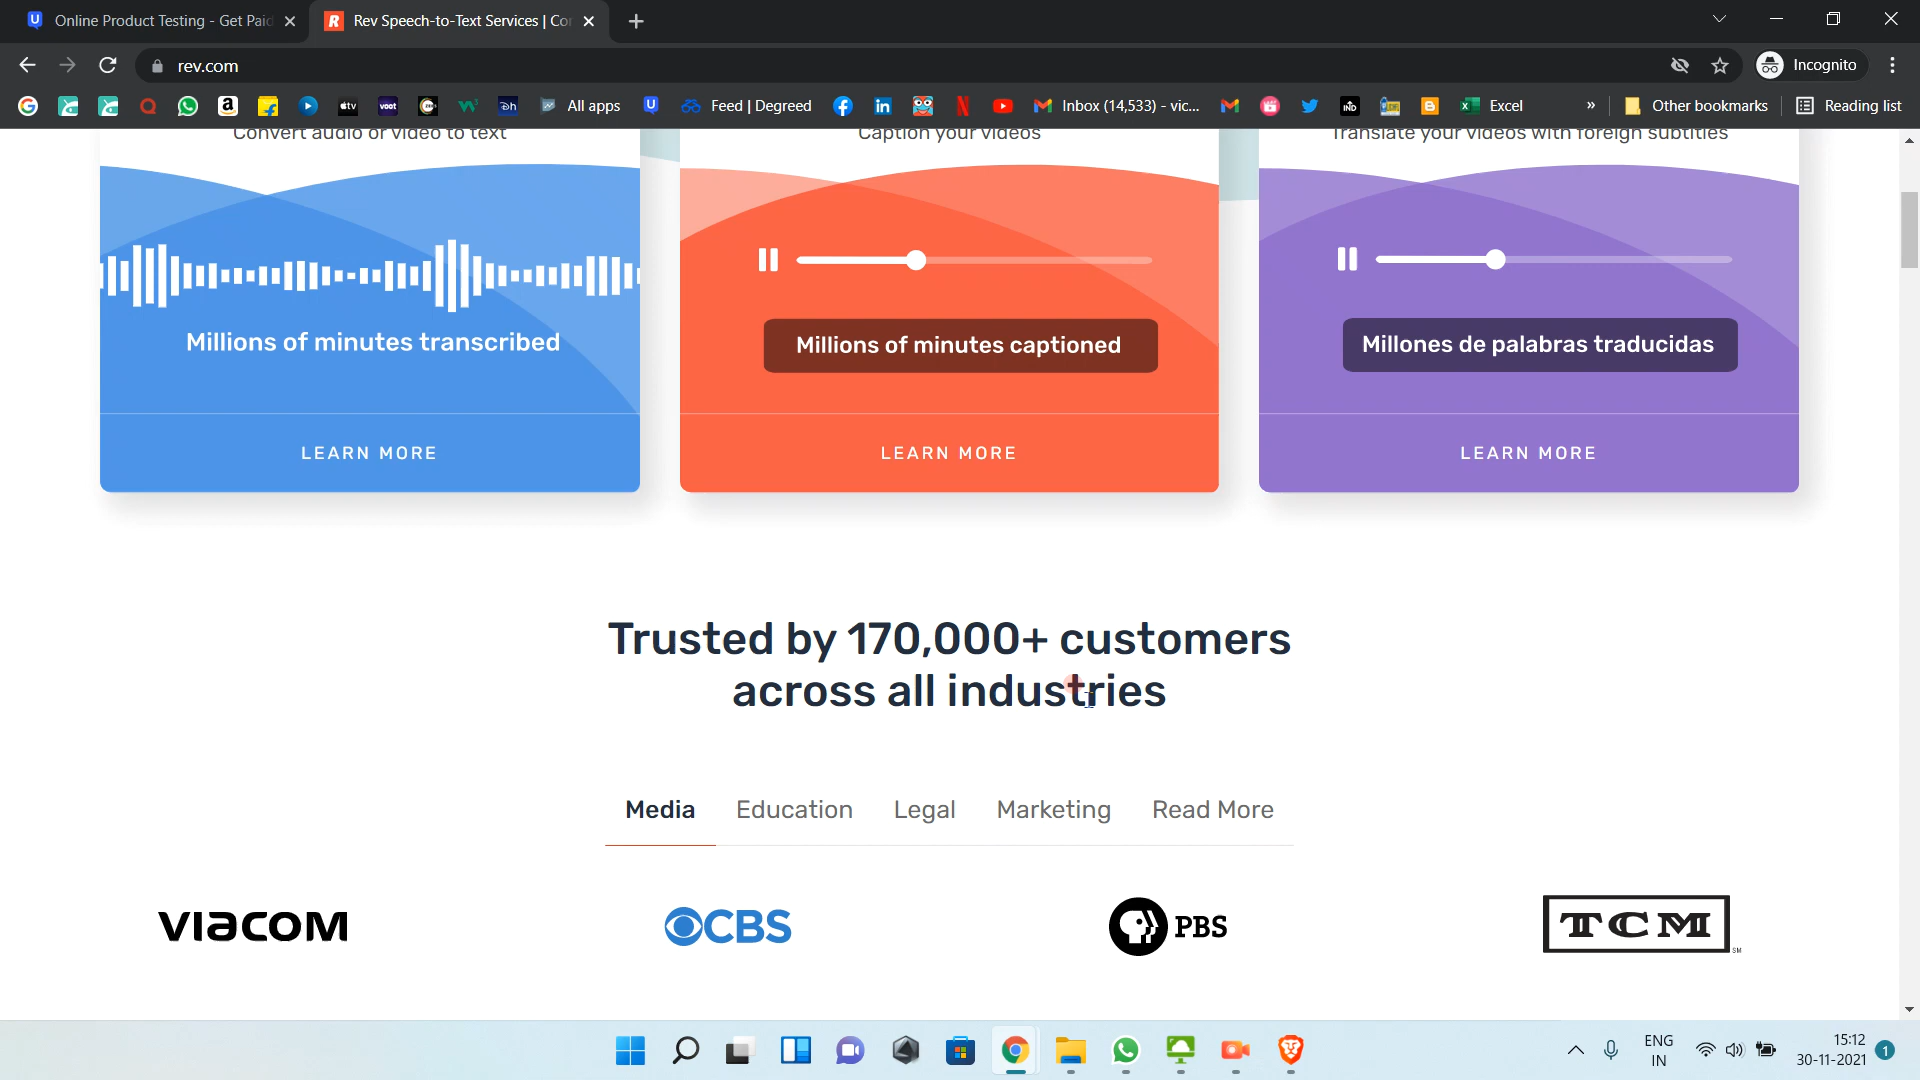 Online Product Testing - Get Paid
Rev Speech-to-Text Services | Con
rev.com
Incognito
All apps
Feed | Degreed
Inbox (14,533) - vic...
Excel
»
Other bookmarks
Reading list
Convert audio or video to text
Caption your videos
Translate your videos with foreign subtitles
Millions of minutes transcribed
Millions of minutes captioned
Millones de palabras traducidas
LEARN MORE
LEARN MORE
LEARN MORE
Trusted by 170,000+ customers
across all industries
Media
Education
Legal
Marketing
Read More
VIACOM
CBS
PBS
TCM
SM
ENG
IN
15:12
30-11-2021
1